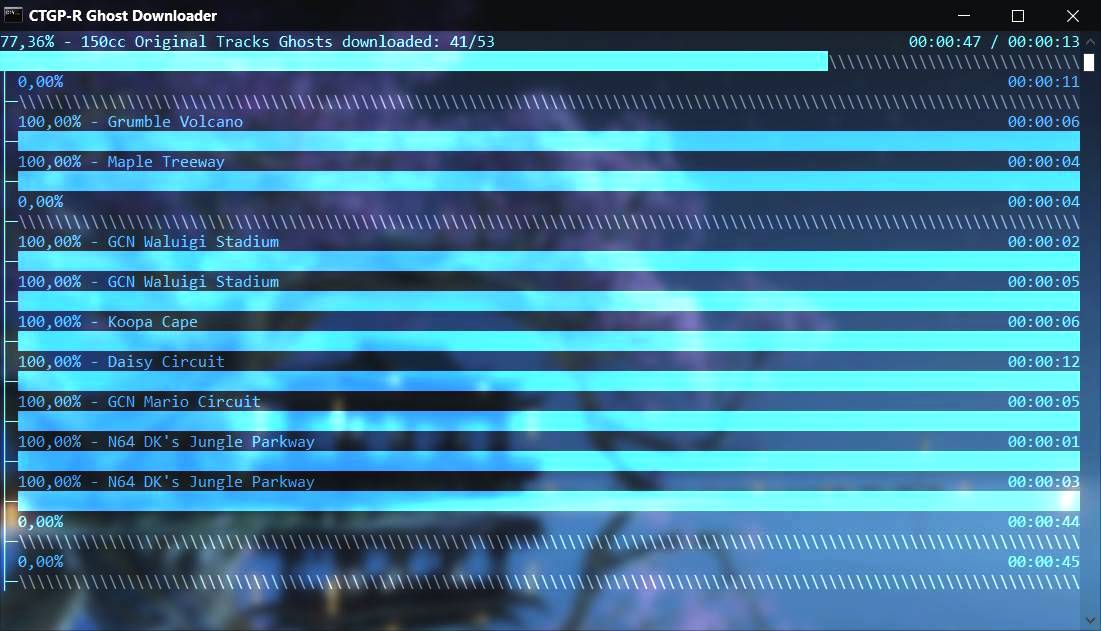 CTGP-R Ghost Downloader
77,36% - 150cc Original Tracks Ghosts downloaded: 41/53 00:00:47 / 00:00:13
0,00% 00:00:11
100,00% - Grumble Volcano 00:00:06
100,00% - Maple Treeway 00:00:04
0,00% 00:00:04
100,00% - GCN Waluigi Stadium 00:00:02
100,00% - GCN Waluigi Stadium 00:00:05
100,00% - Koopa Cape 00:00:06
100,00% - Daisy Circuit 00:00:12
100,00% - GCN Mario Circuit 00:00:05
100,00% - N64 DK's Jungle Parkway 00:00:01
100,00% - N64 DK's Jungle Parkway 00:00:03
0,00% 00:00:44
0,00% 00:00:45